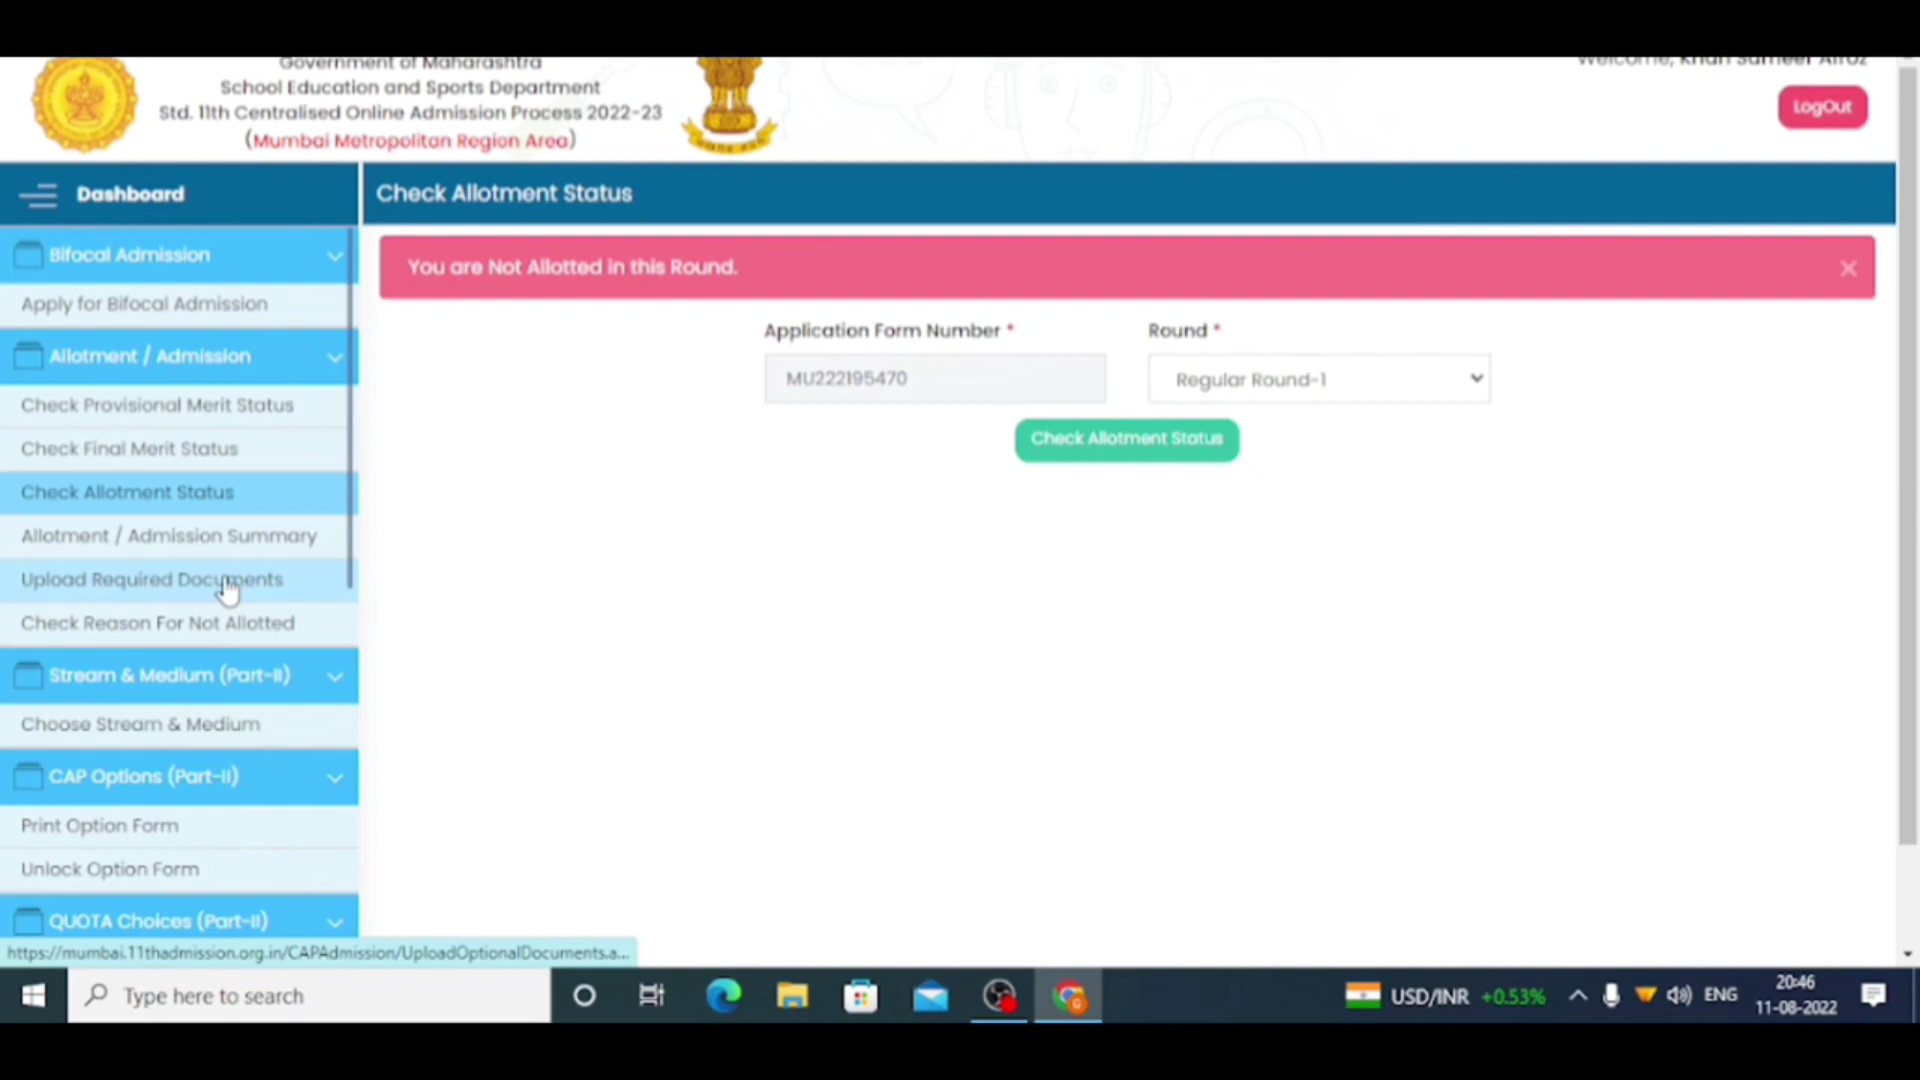 Government of Maharashtra
School Education and Sports Department
Std. 11th Centralised Online Admission Process 2022-23
(Mumbai Metropolitan Region Area)
Welcome, Khan Sameer Afroz
LogOut
Dashboard
Check Allotment Status
Bifocal Admission
Apply for Bifocal Admission
Allotment / Admission
Check Provisional Merit Status
Check Final Merit Status
Check Allotment Status
Allotment / Admission Summary
Upload Required Documents
Check Reason For Not Allotted
Stream & Medium (Part-II)
Choose Stream & Medium
CAP Options (Part-II)
Print Option Form
Unlock Option Form
QUOTA Choices (Part-II)
You are Not Allotted in this Round.
Application Form Number *
Round *
MU222195470
Regular Round-1
Check Allotment Status
https://mumbai.11thadmission.org.in/CAPAdmission/UploadOptionalDocuments.a...
Type here to search
USD/INR +0.53%
ENG
20:46
11-08-2022